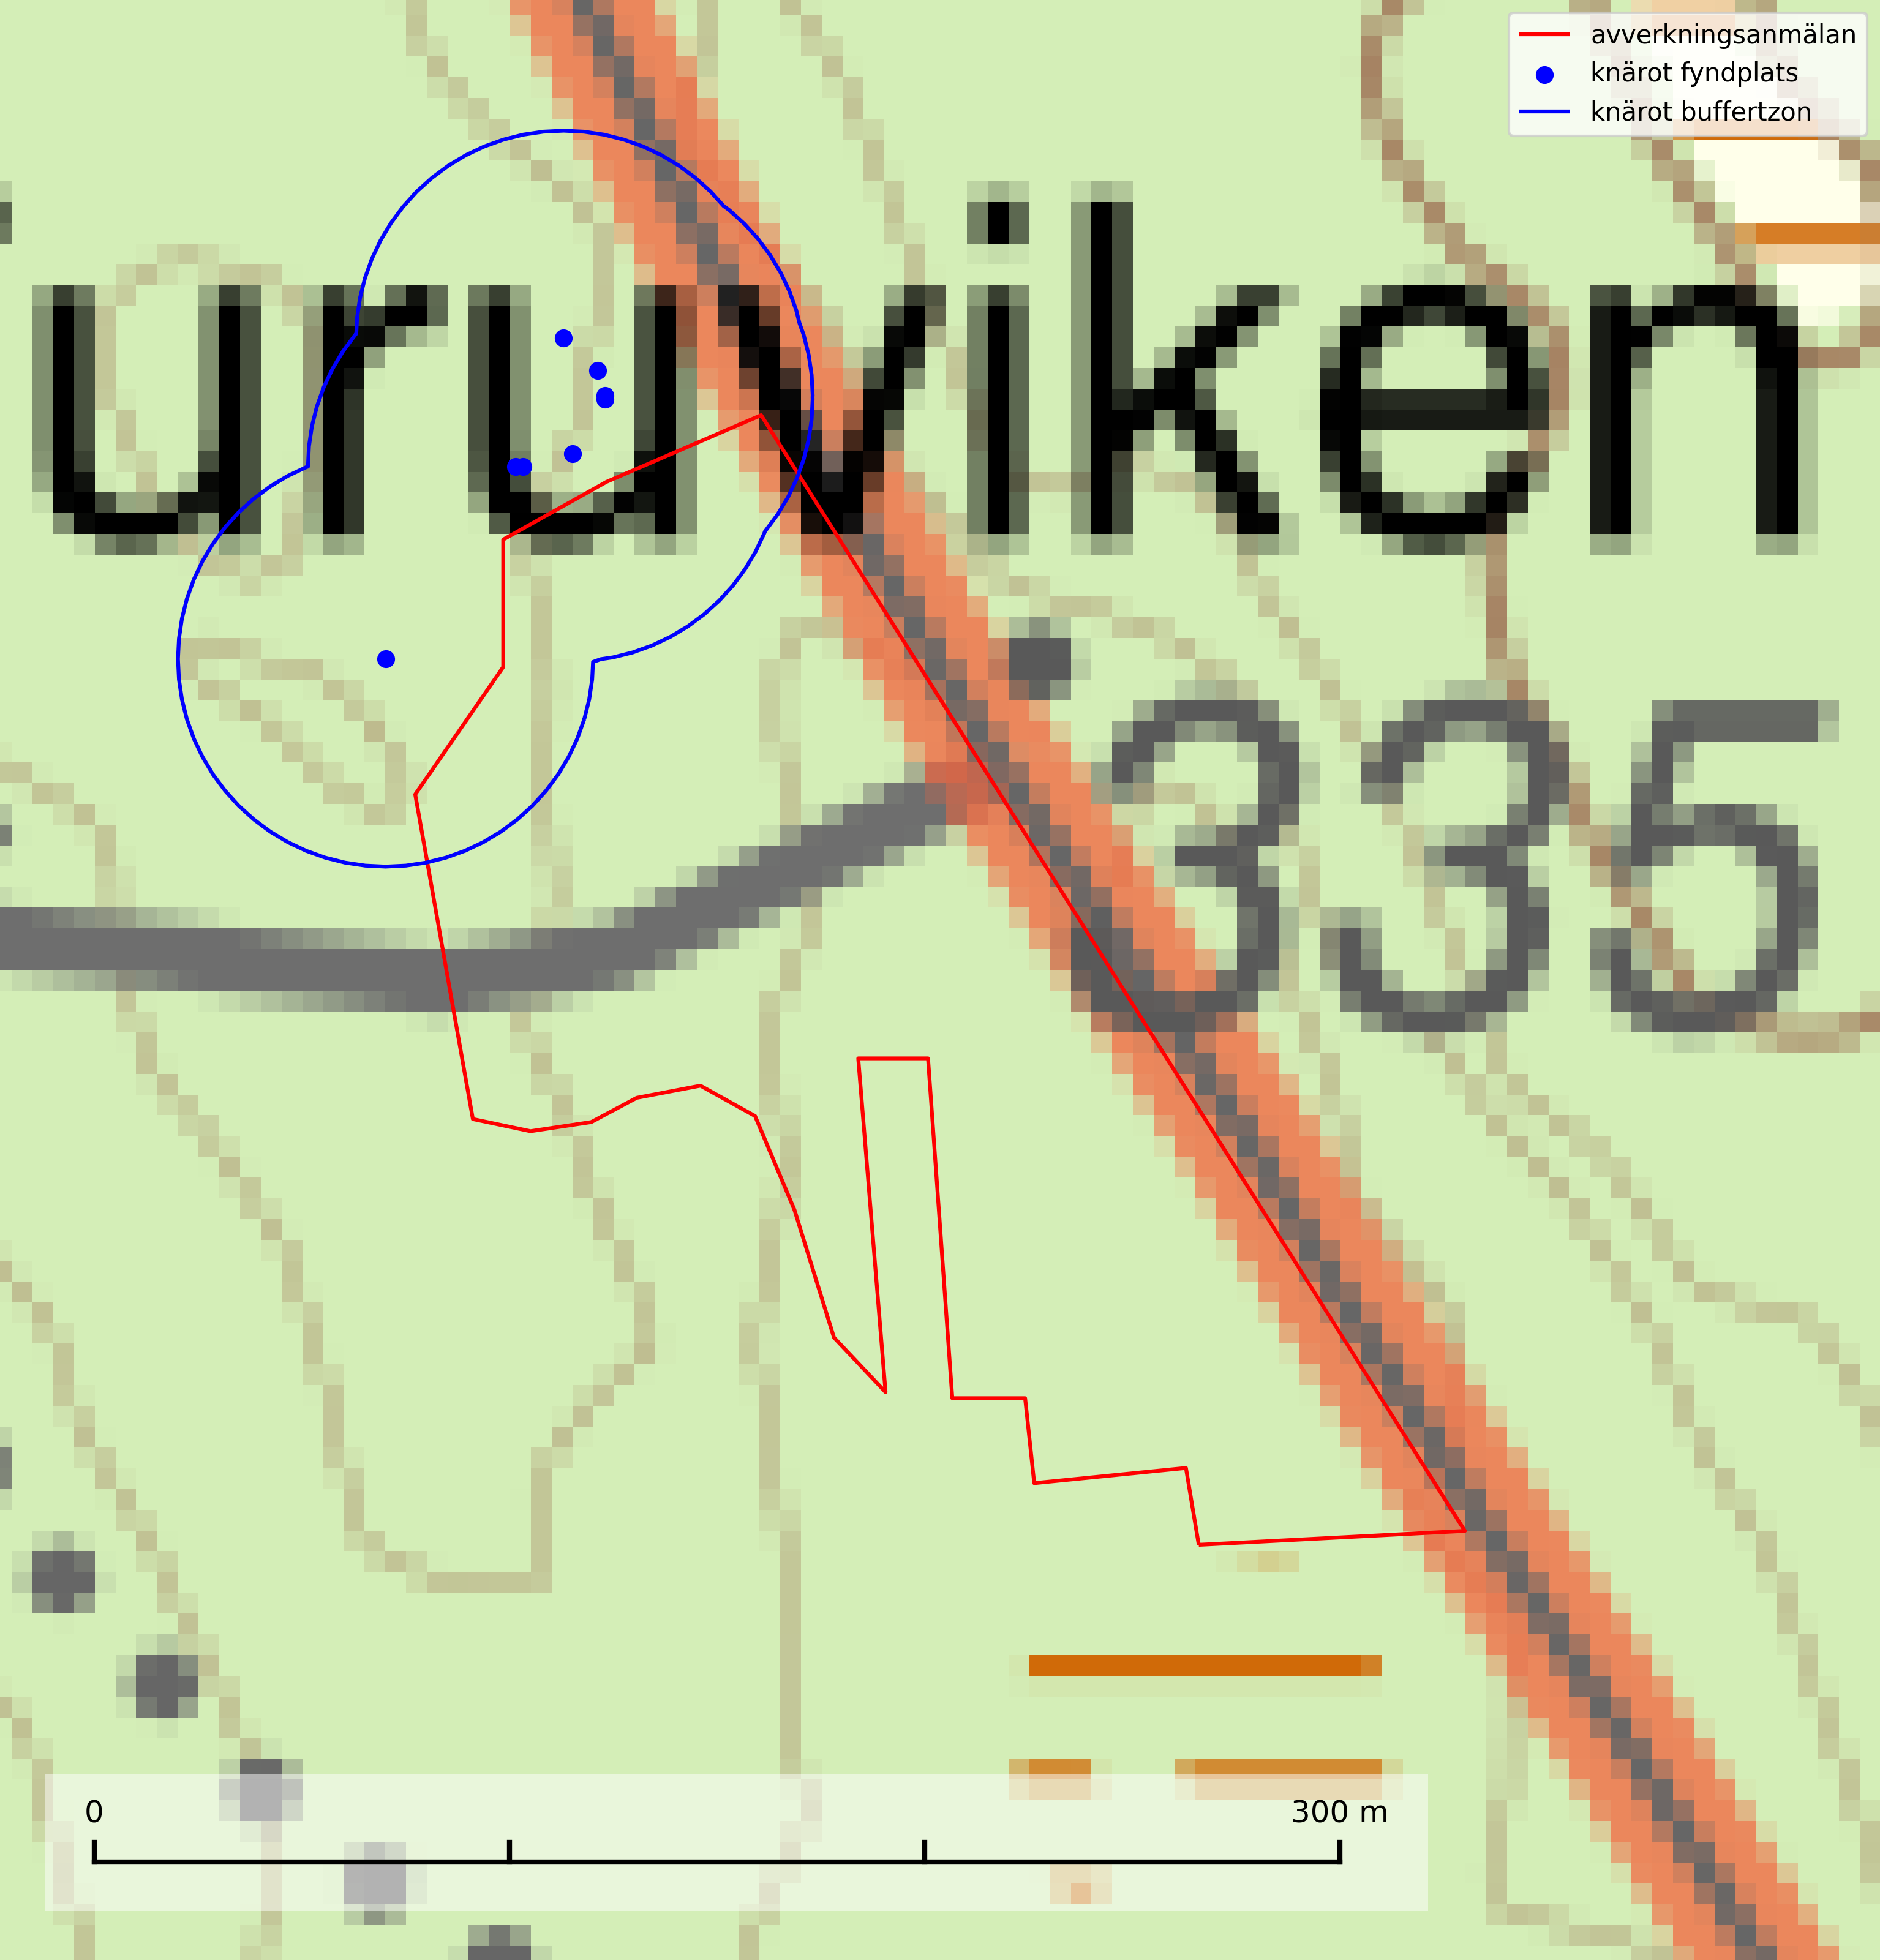 avverkningsanmälan
knärot fyndplats
knärot buffertzon
uruviken
335
0 300 m